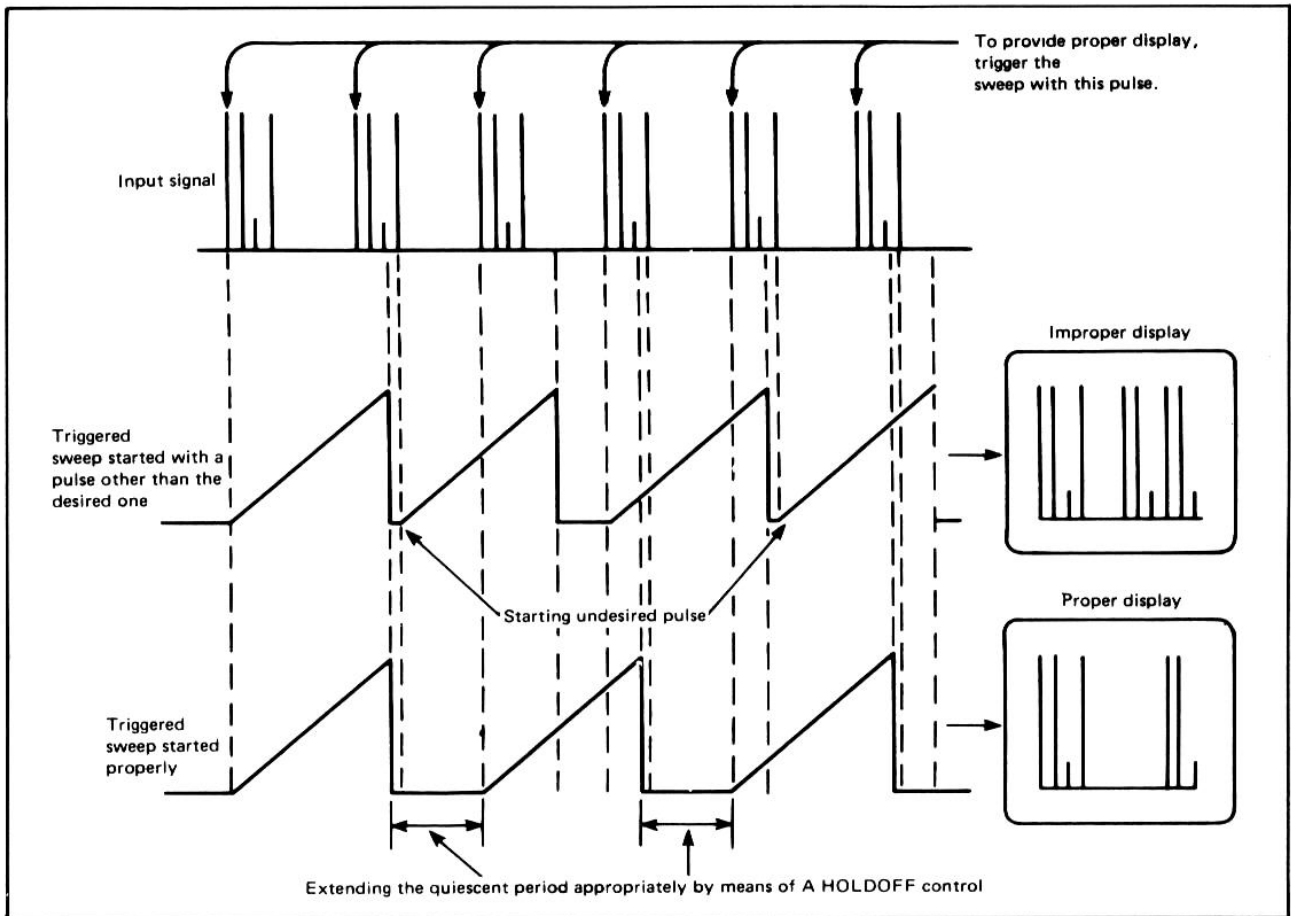 To provide proper display,
trigger the
sweep with this pulse.
Input signal
Improper display
Triggered
sweep started with a
pulse other than the
desired one
Starting undesired pulse
Proper display
Triggered
sweep started
properly
Extending the quiescent period appropriately by means of A HOLDOFF control